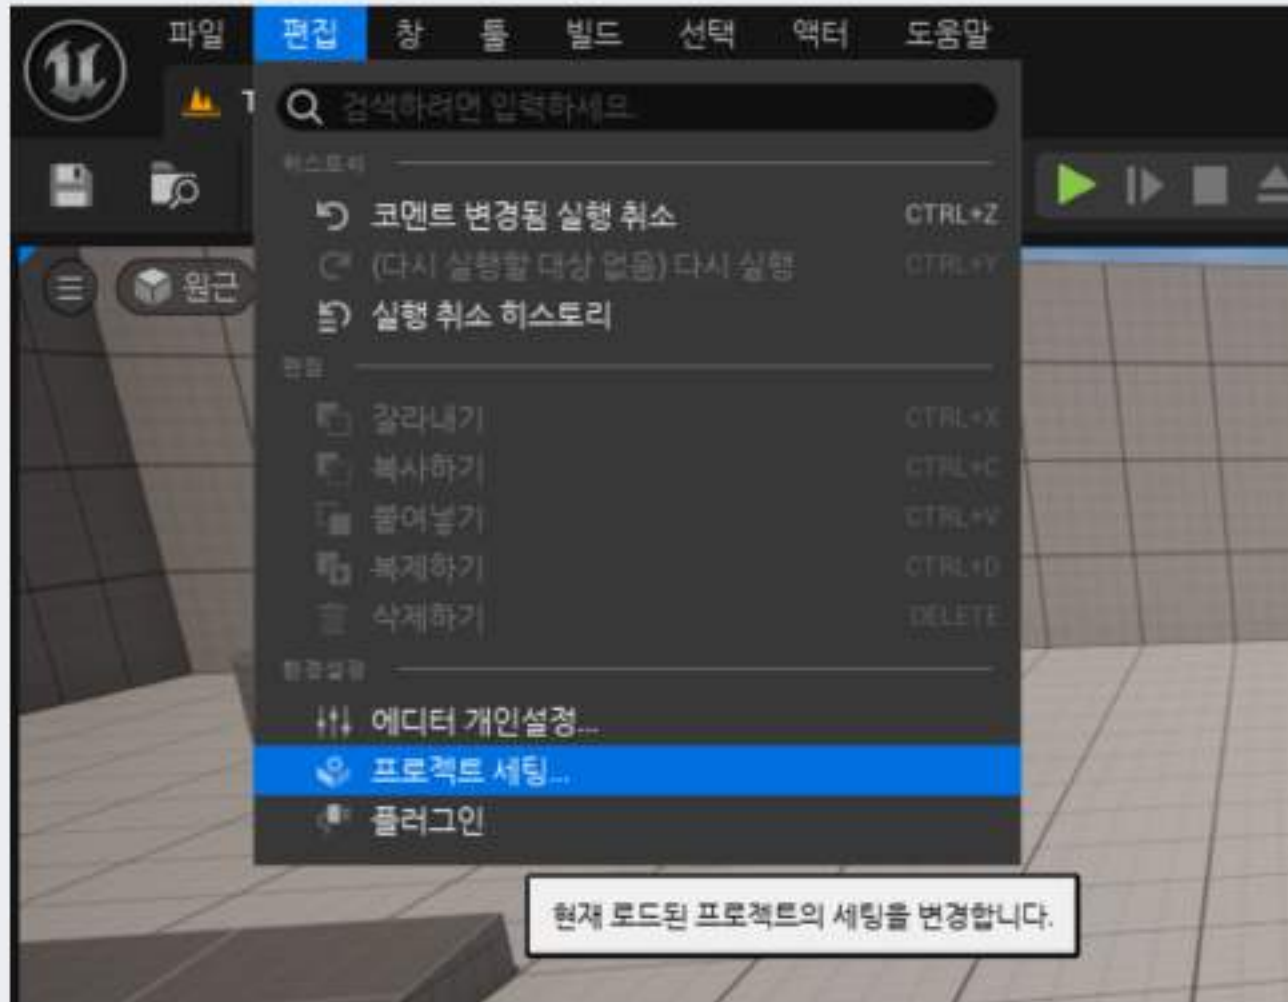 파일 편집 창 툴 빌드 선택 액터 도움말
T
검색하려면 입력하세요.
히스토리
코멘트 변경됨 실행 취소 CTRL+Z
(다시 실행할 대상 없음) 다시 실행 CTRL+Y
원근
실행 취소 히스토리
편집
잘라내기 CTRL+X
복사하기 CTRL+C
붙여넣기 CTRL+V
복제하기 CTRL+D
삭제하기 DELETE
환경설정
에디터 개인설정...
프로젝트 세팅...
플러그인
현재 로드된 프로젝트의 세팅을 변경합니다.